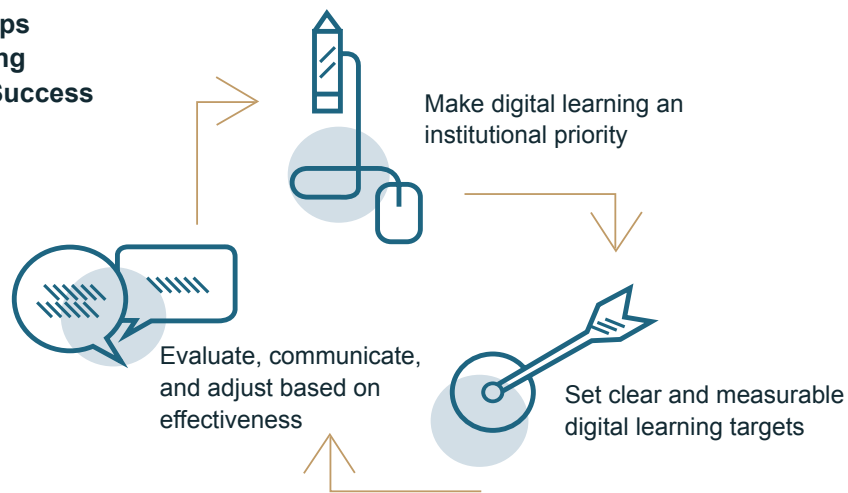 ps
ng
Success
Make digital learning an
institutional priority
Set clear and measurable
digital learning targets
Evaluate, communicate,
and adjust based on
effectiveness